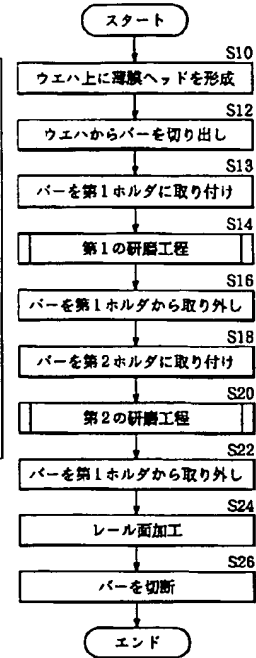 スタート
S10
ウエハ上に薄膜ヘッドを形成
S12
ウエハからバーを切り出し
S13
バーを第1ホルダに取り付け
S14
第1の研磨工程
S16
バーを第1ホルダから取り外し
S18
バーを第2ホルダに取り付け
S20
第2の研磨工程
S22
バーを第1ホルダから取り外し
S24
レール面加工
S26
バーを切断
エンド